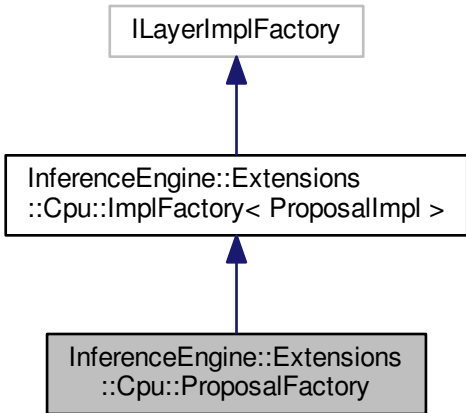 ILayerImplFactory
InferenceEngine::Extensions
::Cpu::ImplFactory< ProposalImpl >
InferenceEngine::Extensions
::Cpu::ProposalFactory